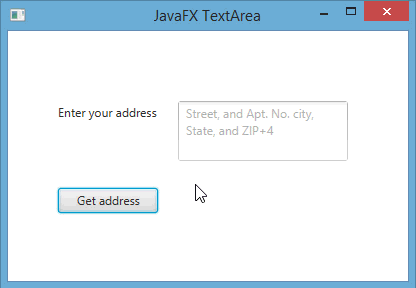 JavaFX TextArea
Enter your address
Street, and Apt. No. city,
State, and ZIP+4
Get address